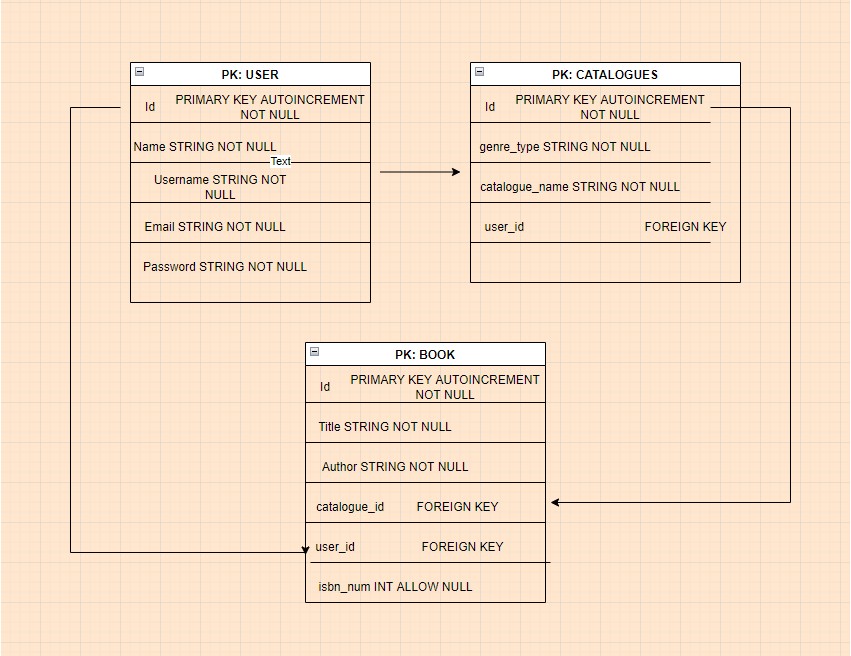 PK: USER
Id PRIMARY KEY AUTOINCREMENT
NOT NULL
Name STRING NOT NULL
Text
Username STRING NOT
NULL
Email STRING NOT NULL
Password STRING NOT NULL
PK: CATALOGUES
Id PRIMARY KEY AUTOINCREMENT
NOT NULL
genre_type STRING NOT NULL
catalogue_name STRING NOT NULL
user_id FOREIGN KEY
PK: BOOK
Id PRIMARY KEY AUTOINCREMENT
NOT NULL
Title STRING NOT NULL
Author STRING NOT NULL
catalogue_id FOREIGN KEY
user_id FOREIGN KEY
isbn_num INT ALLOW NULL